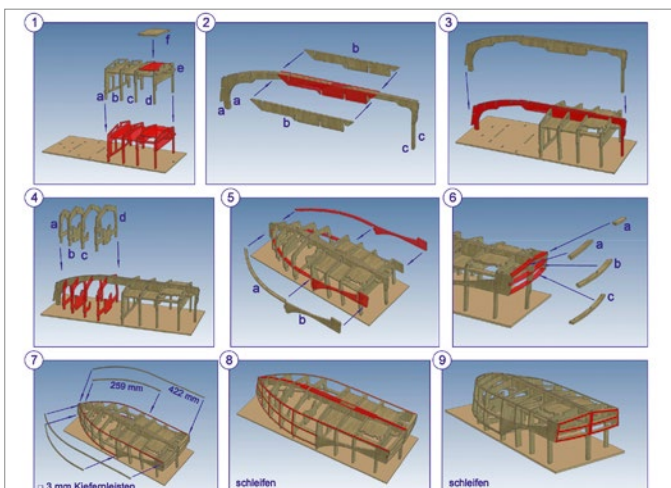 1
f
e
a b c d
2
b
a a
b
c c
3
4
a b c d
5
a
b
6
a
a
b
c
7
259 mm 422 mm
□ 3 mm Kiefernleisten
8
schleifen
9
schleifen